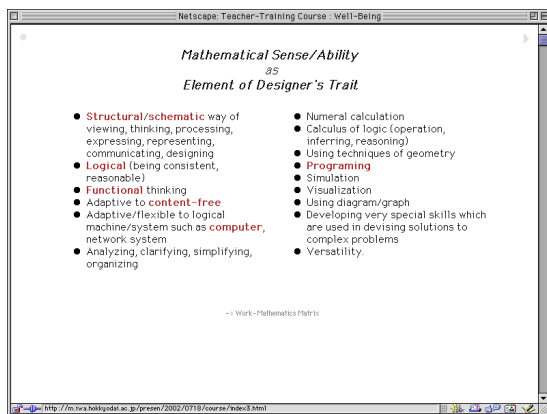 Netscape: Teacher-Training Course : Well-Being
Mathematical Sense/Ability
as
Element of Designer's Trait
● Structural/schematic way of
viewing, thinking, processing,
expressing, representing,
communicating, designing
● Logical (being consistent,
reasonable)
● Functional thinking
● Adaptive to content-free
● Adaptive/flexible to logical
machine/system such as computer,
network system
● Analyzing, clarifying, simplifying,
organizing
● Numeral calculation
● Calculus of logic (operation,
inferring, reasoning)
● Using techniques of geometry
● Programing
● Simulation
● Visualization
● Using diagram/graph
● Developing very special skills which
are used in devising solutions to
complex problems
● Versatility.
-> Work-Mathematics Matrix
http://m.iwa.hokkyodai.ac.jp/presen/2002/0718/course/index3.html